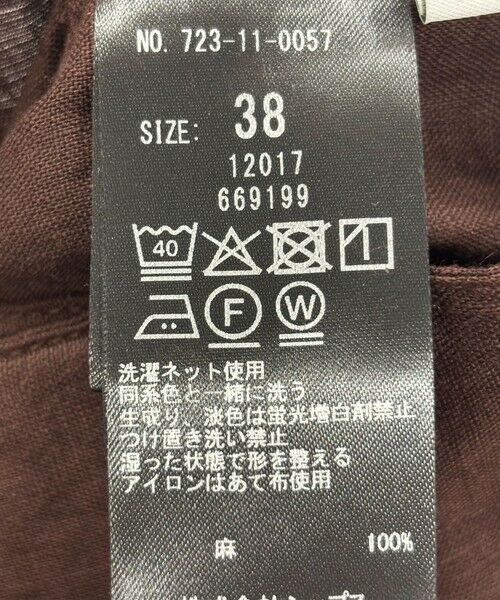 NO. 723-11-0057
SIZE: 38
12017
669199
40
F W
洗濯ネット使用
同系色と一緒に洗う
生成り、淡色は蛍光増白剤禁止
つけ置き洗い禁止
湿った状態で形を整える
アイロンはあて布使用
麻 100%